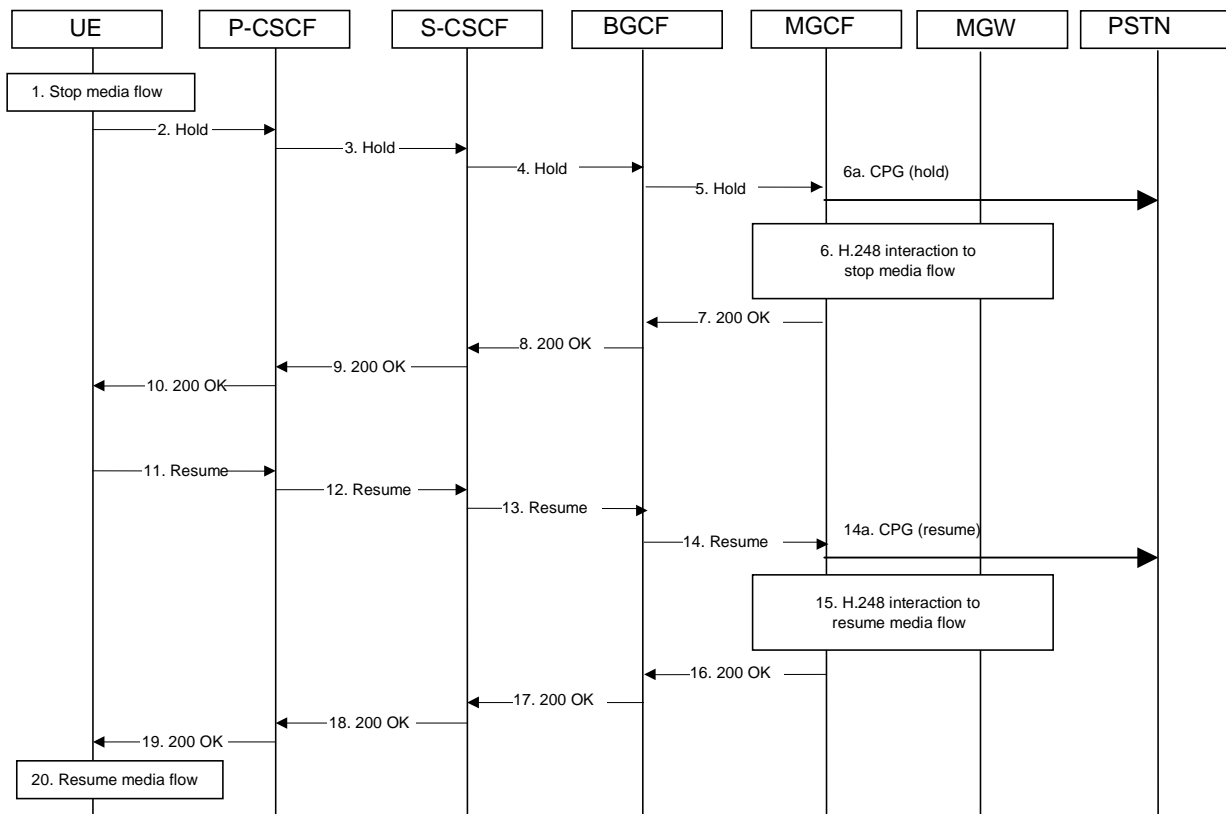 UE
P-CSCF
S-CSCF
BGCF
MGCF
MGW
PSTN
1. Stop media flow
2. Hold
3. Hold
4. Hold
5. Hold
6a. CPG (hold)
6. H.248 interaction to
stop media flow
7. 200 OK
8. 200 OK
9. 200 OK
10. 200 OK
11. Resume
12. Resume
13. Resume
14. Resume
14a. CPG (resume)
15. H.248 interaction to
resume media flow
16. 200 OK
17. 200 OK
18. 200 OK
19. 200 OK
20. Resume media flow